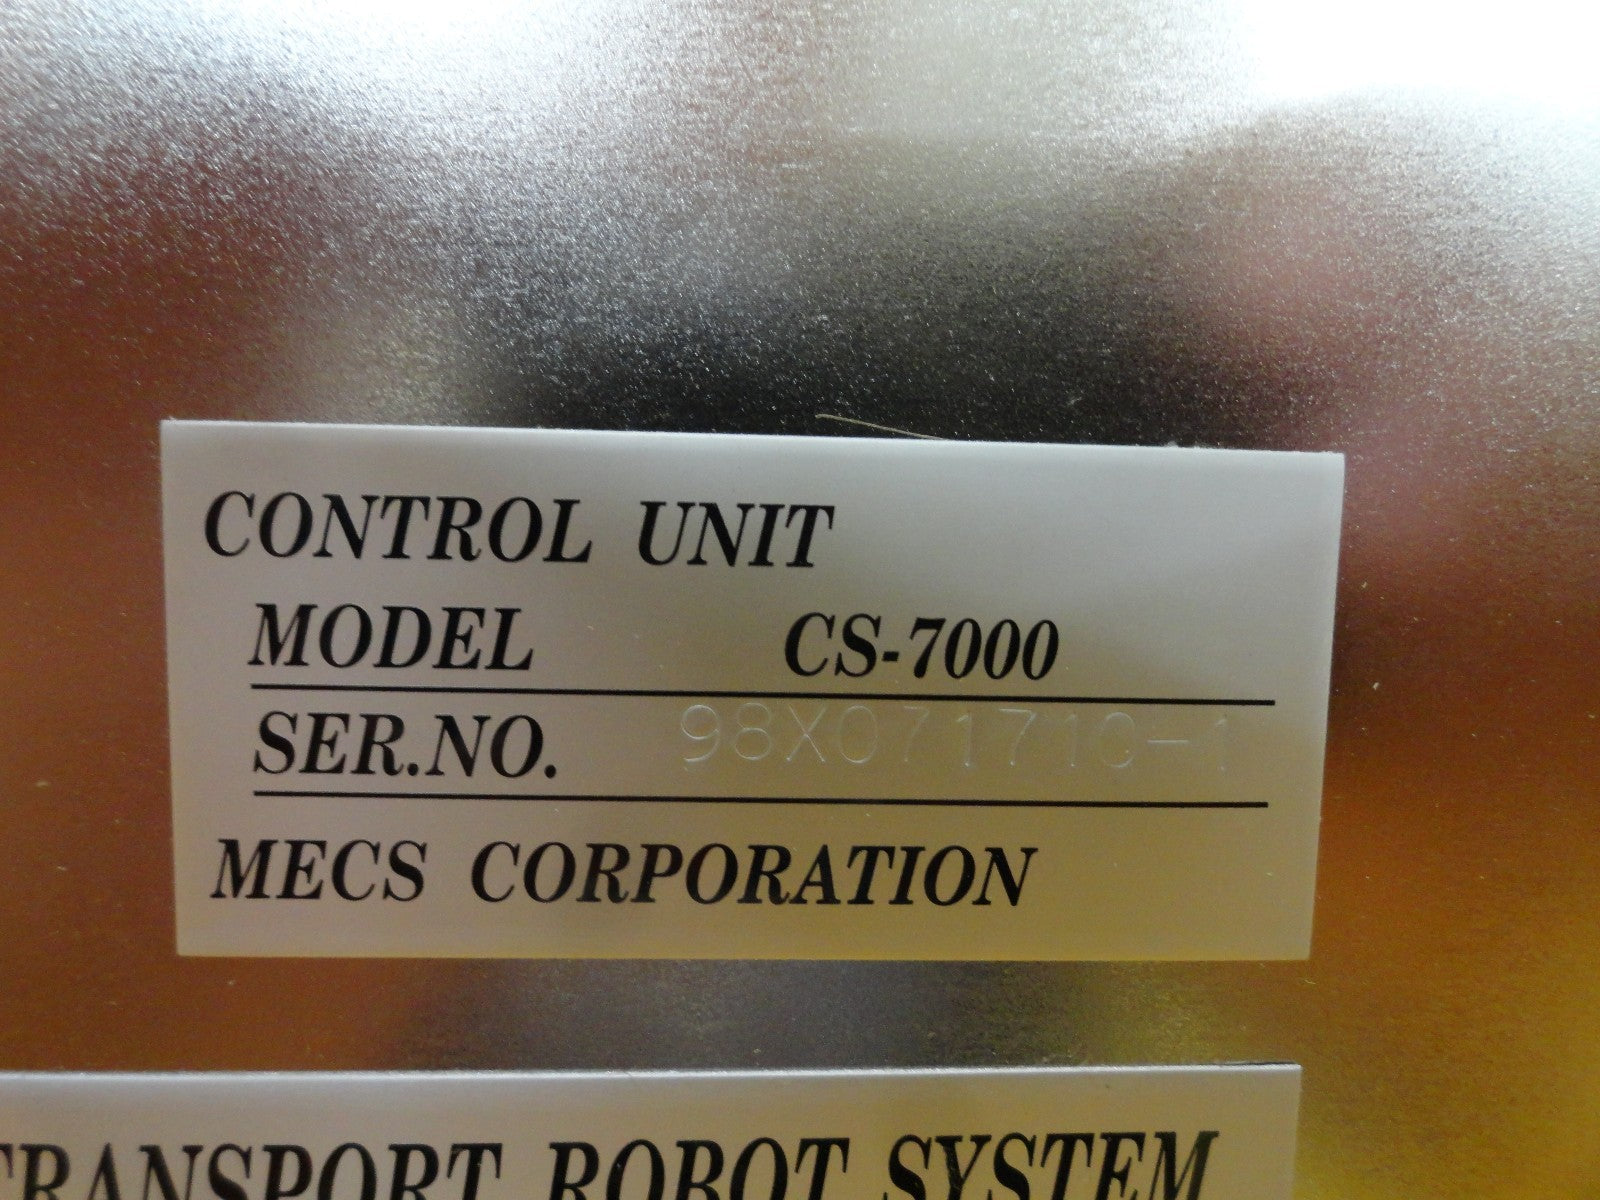 CONTROL UNIT
MODEL CS-7000
SER.NO. 98X071710-1
MECS CORPORATION
TRANSPORT ROBOT SYSTEM